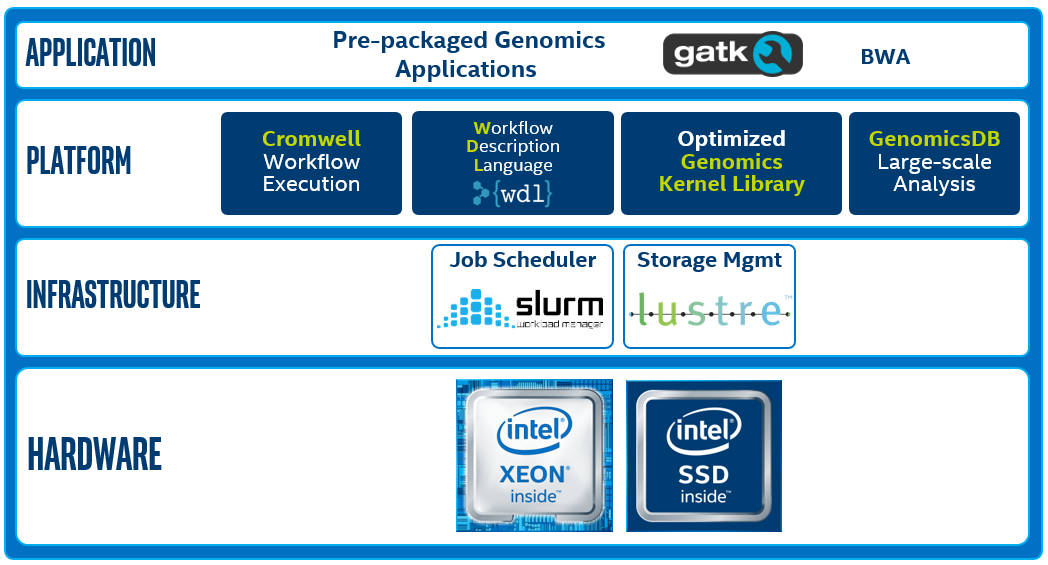 APPLICATION
Pre-packaged Genomics
Applications
gatk
BWA
PLATFORM
Cromwell
Workflow
Execution
Workflow
Description
Language
{wdl}
Optimized
Genomics
Kernel Library
GenomicsDB
Large-scale
Analysis
INFRASTRUCTURE
Job Scheduler
slurm
workload manager
Storage Mgmt
lustre™
HARDWARE
intel®
XEON®
inside™
intel®
SSD
inside™